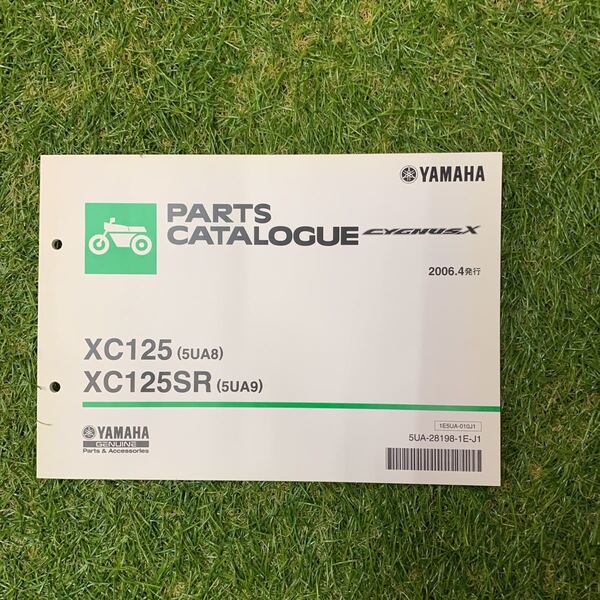 YAMAHA
PARTS
CATALOGUE CYGNUS X
2006.4発行
XC125 (5UA8)
XC125SR (5UA9)
YAMAHA
GENUINE
Parts & Accessories
1E5UA-010J1
5UA-28198-1E-J1